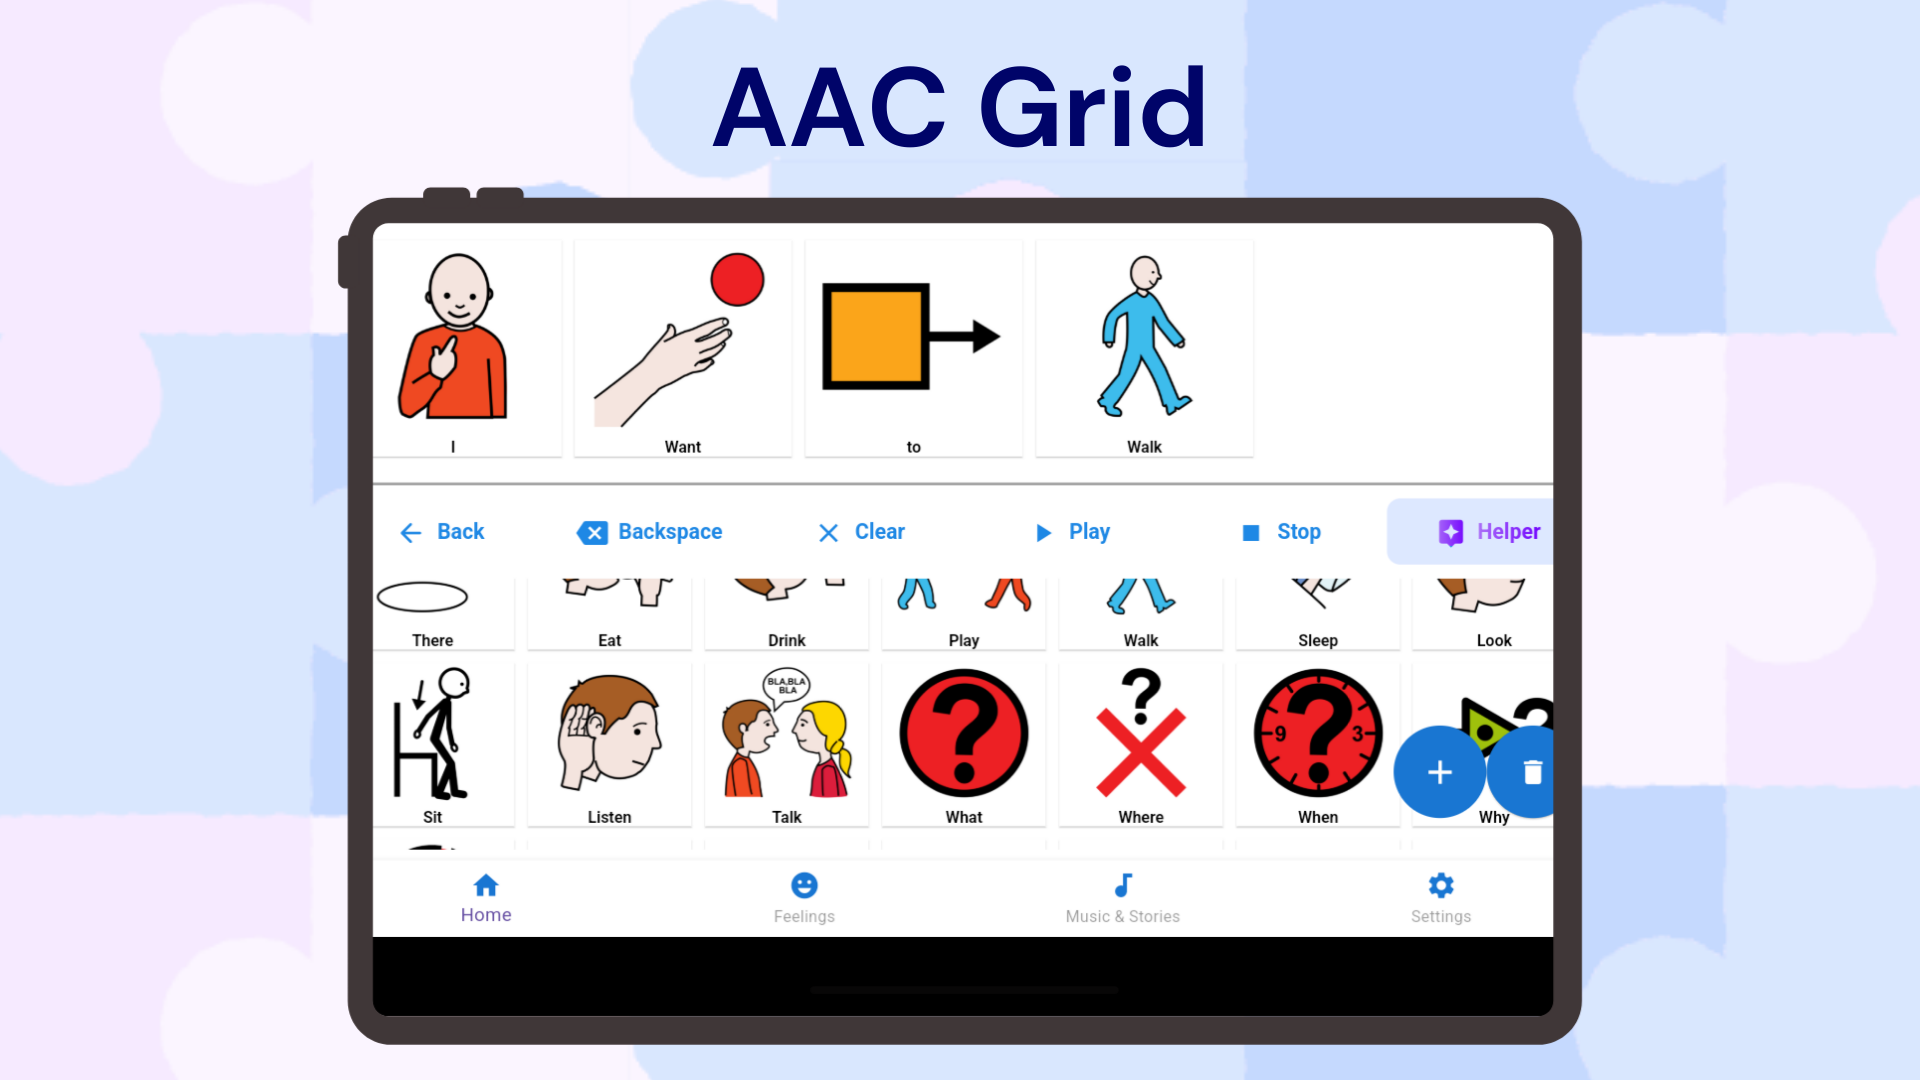 AAC Grid
I
Want
to
Walk
Back
Backspace
Clear
Play
Stop
Helper
There
Eat
Drink
Play
Walk
Sleep
Look
BLA,BLA
BLA
9
3
Sit
Listen
Talk
What
Where
When
Why
Home
Feelings
Music & Stories
Settings